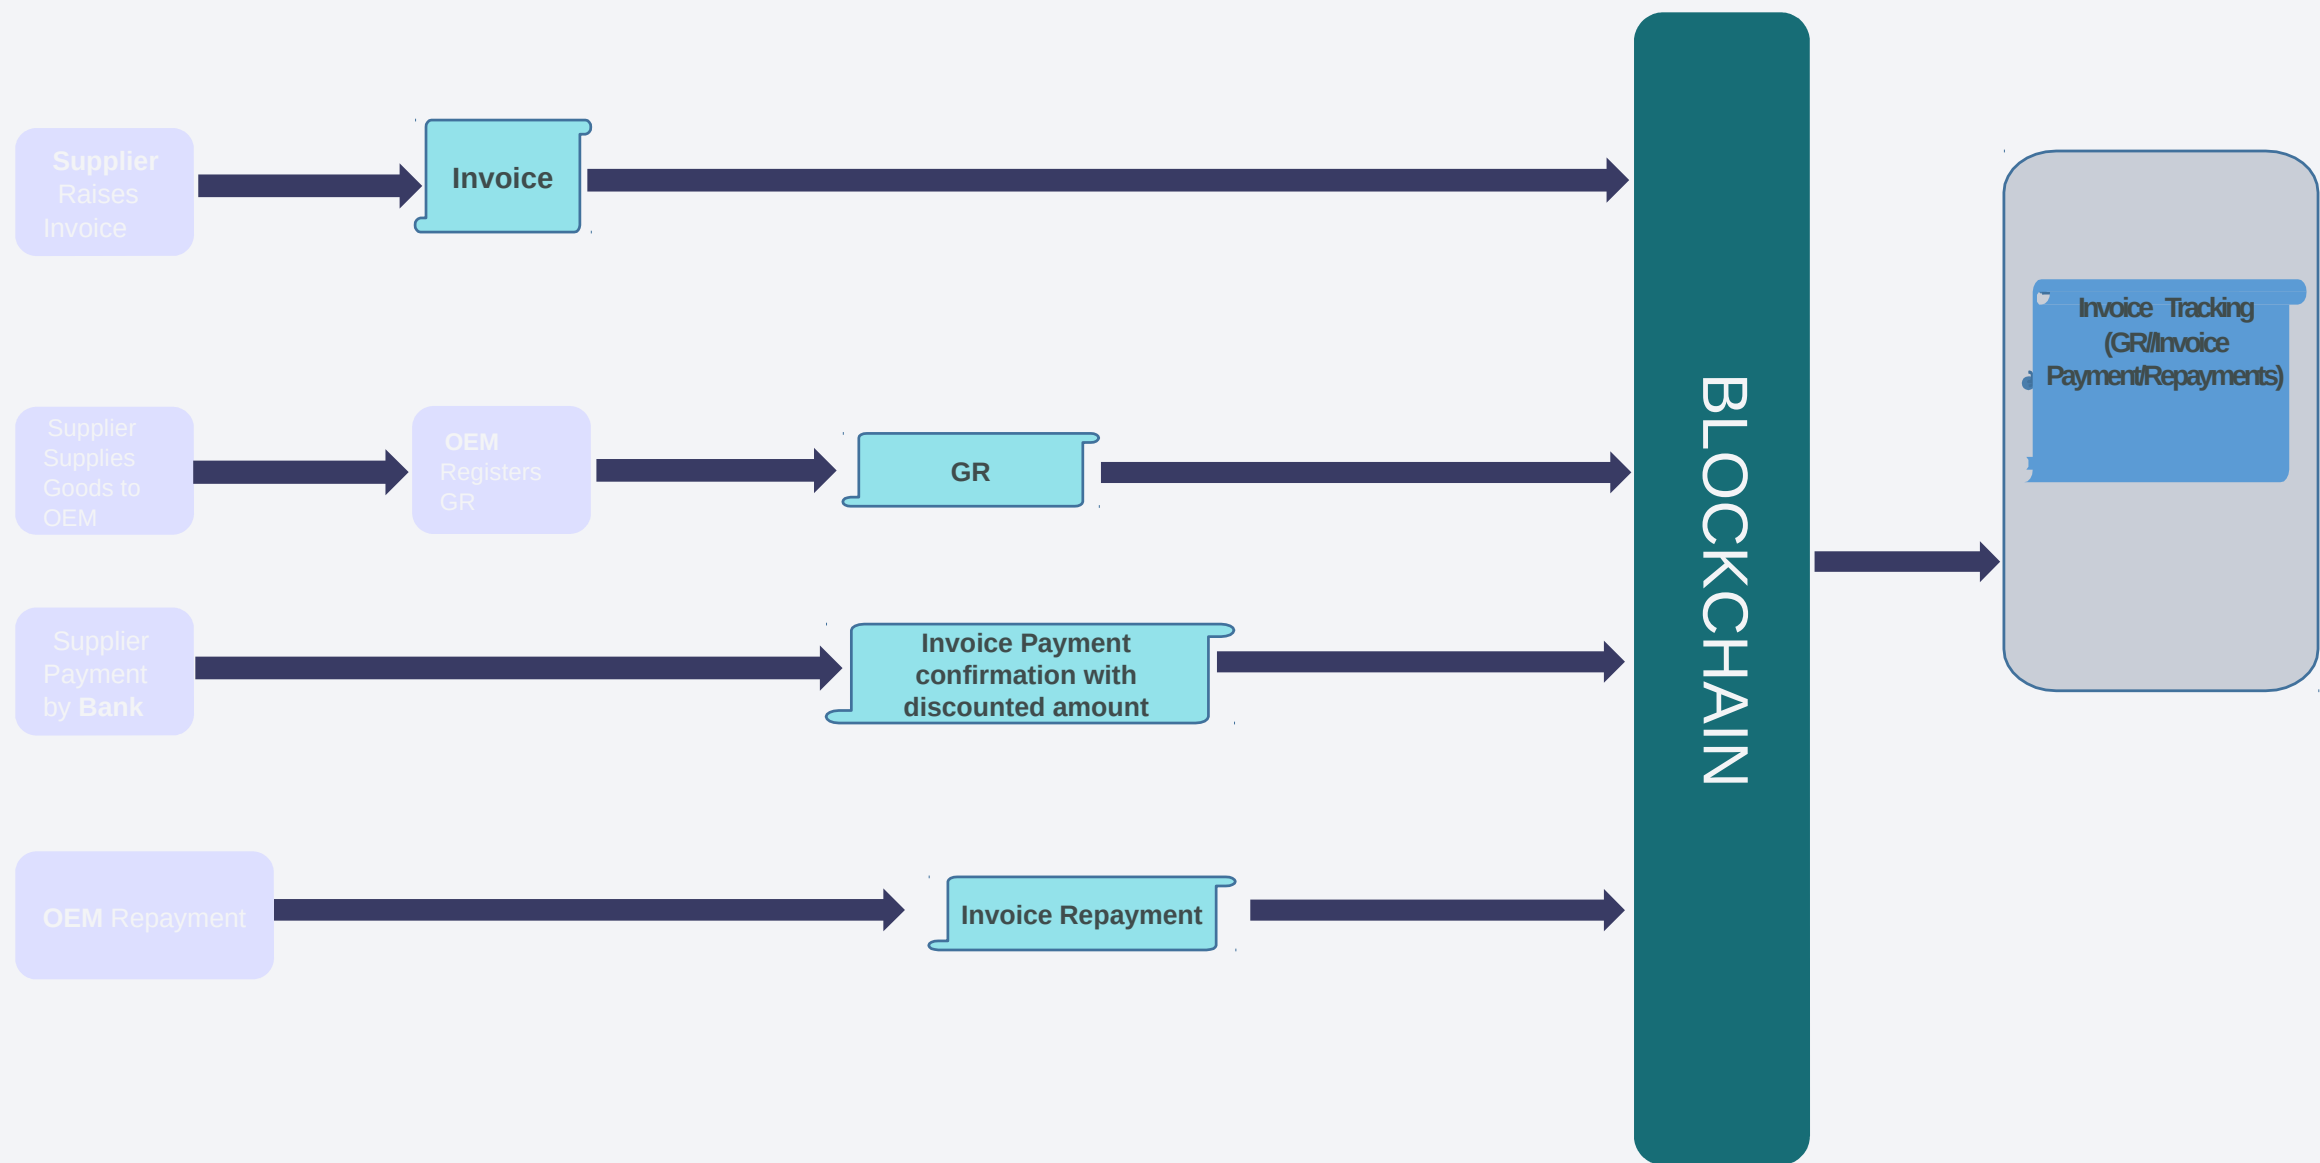 Supplier
Raises
Invoice
Invoice
Supplier
Supplies
Goods to
OEM
OEM
Registers
GR
GR
Supplier
Payment
by Bank
Invoice Payment
confirmation with
discounted amount
OEM Repayment
Invoice Repayment
BLOCKCHAIN
Invoice Tracking
(GR//Invoice
Payment/Repayments)